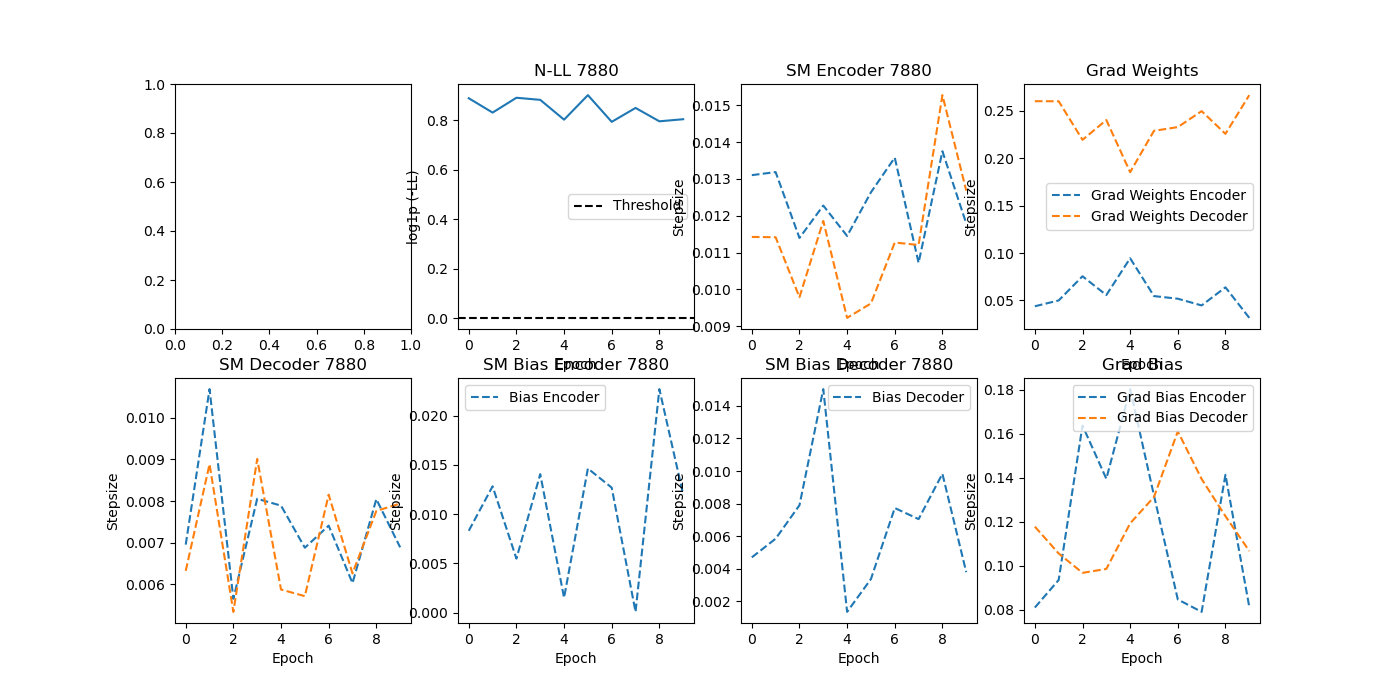 1.0
0.8
0.6
0.4
0.2
0.0
0.0 0.2 0.4 0.6 0.8 1.0
N-LL 7880
log1p (-LL)
0.8
0.6
0.4
0.2
0.0
Threshold
0 2 4 6 8
Epoch
SM Encoder 7880
Stepsize
0.015
0.014
0.013
0.012
0.011
0.010
0.009
0 2 4 6 8
Epoch
Grad Weights
Stepsize
0.25
0.20
0.15
0.10
0.05
Grad Weights Encoder
Grad Weights Decoder
0 2 4 6 8
Epoch
SM Decoder 7880
Stepsize
0.010
0.009
0.008
0.007
0.006
0 2 4 6 8
Epoch
SM Bias Encoder 7880
Stepsize
0.020
0.015
0.010
0.005
0.000
Bias Encoder
0 2 4 6 8
Epoch
SM Bias Decoder 7880
Stepsize
0.014
0.012
0.010
0.008
0.006
0.004
0.002
Bias Decoder
0 2 4 6 8
Epoch
Grad Bias
Stepsize
0.18
0.16
0.14
0.12
0.10
0.08
Grad Bias Encoder
Grad Bias Decoder
0 2 4 6 8
Epoch